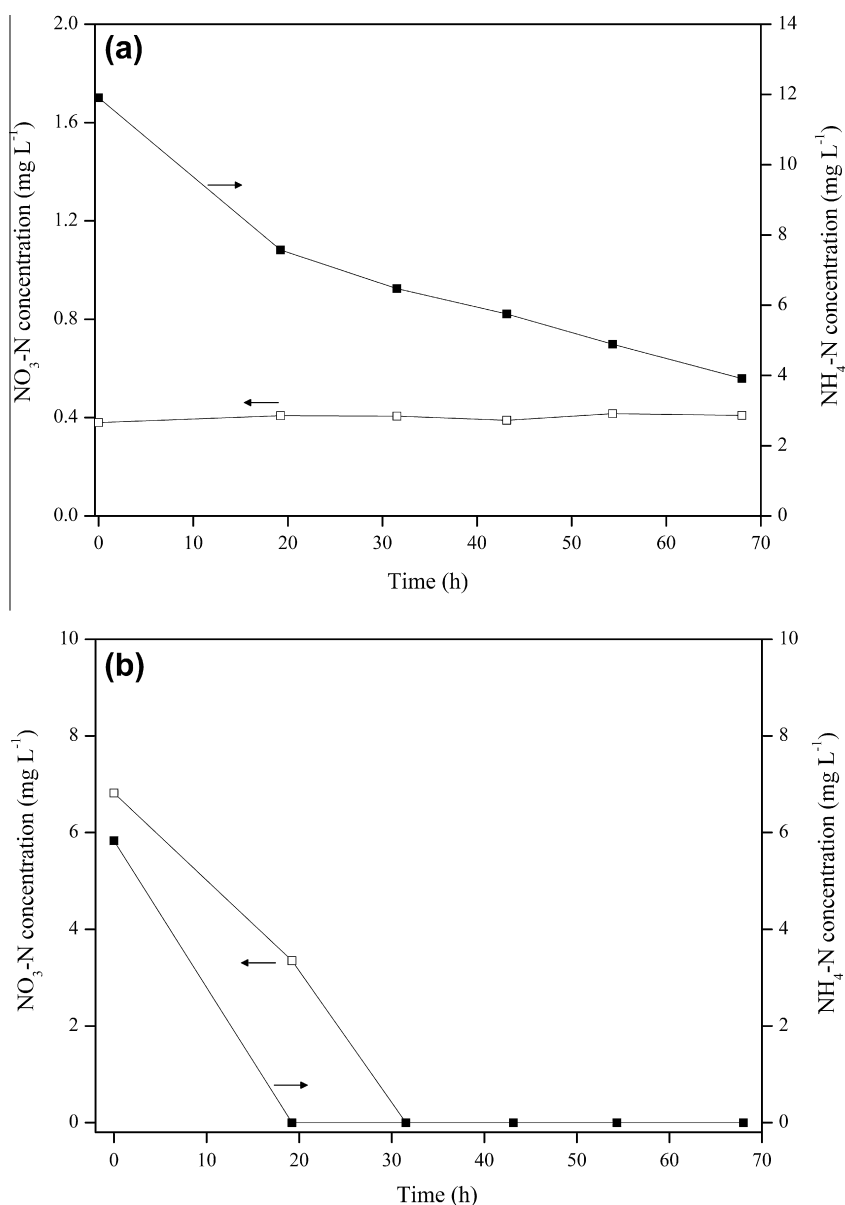 (a)
2.0
1.6
1.2
0.8
0.4
0.0
NO₃-N concentration (mg L⁻¹)
14
12
10
8
6
4
2
0
NH₄-N concentration (mg L⁻¹)
0 10 20 30 40 50 60 70
Time (h)
(b)
10
8
6
4
2
0
NO₃-N concentration (mg L⁻¹)
10
8
6
4
2
0
NH₄-N concentration (mg L⁻¹)
0 10 20 30 40 50 60 70
Time (h)